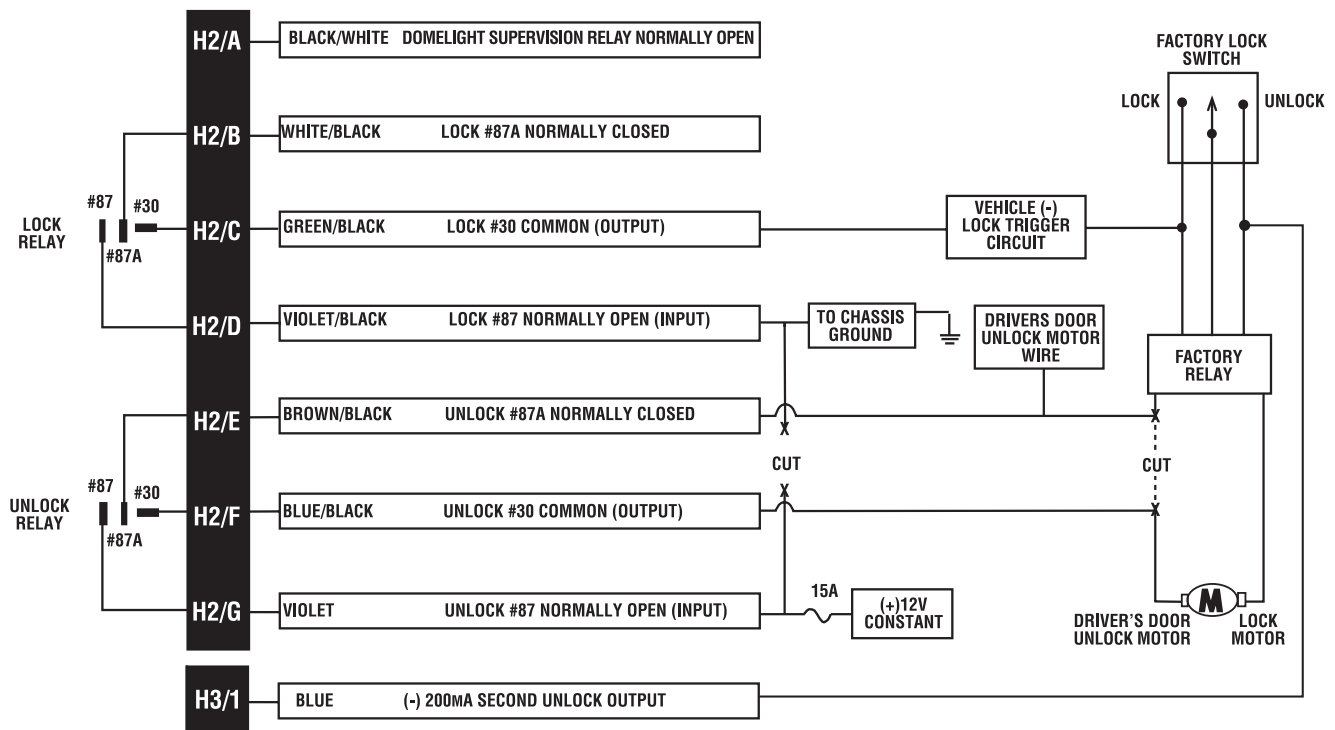 H2/A BLACK/WHITE DOMELIGHT SUPERVISION RELAY NORMALLY OPEN
FACTORY LOCK
SWITCH
LOCK
UNLOCK
H2/B WHITE/BLACK LOCK #87A NORMALLY CLOSED
#87
#30
LOCK
RELAY
#87A
H2/C GREEN/BLACK LOCK #30 COMMON (OUTPUT)
VEHICLE (-)
LOCK TRIGGER
CIRCUIT
H2/D VIOLET/BLACK LOCK #87 NORMALLY OPEN (INPUT)
TO CHASSIS
GROUND
DRIVERS DOOR
UNLOCK MOTOR
WIRE
FACTORY
RELAY
H2/E BROWN/BLACK UNLOCK #87A NORMALLY CLOSED
X
X
CUT
CUT
X
X
#87
#30
UNLOCK
RELAY
#87A
H2/F BLUE/BLACK UNLOCK #30 COMMON (OUTPUT)
H2/G VIOLET UNLOCK #87 NORMALLY OPEN (INPUT)
15A
(+)12V
CONSTANT
M
DRIVER'S DOOR
UNLOCK MOTOR
LOCK
MOTOR
H3/1 BLUE (-) 200MA SECOND UNLOCK OUTPUT